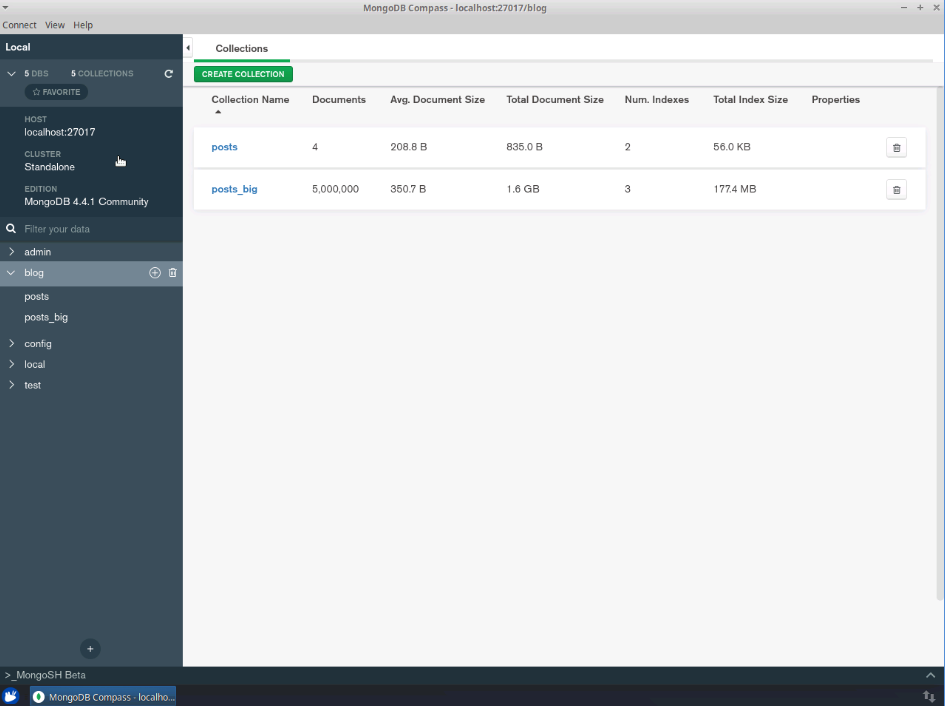 MongoDB Compass - localhost:27017/blog
Connect View Help
Local
Collections
5 DBS 5 COLLECTIONS
FAVORITE
CREATE COLLECTION
HOST
localhost:27017
CLUSTER
Standalone
EDITION
MongoDB 4.4.1 Community
Filter your data
admin
blog
posts
posts_big
config
local
test
Collection Name Documents Avg. Document Size Total Document Size Num. Indexes Total Index Size Properties
posts 4 208.8 B 835.0 B 2 56.0 KB
posts_big 5,000,000 350.7 B 1.6 GB 3 177.4 MB
>_MongoSH Beta
MongoDB Compass - localho...